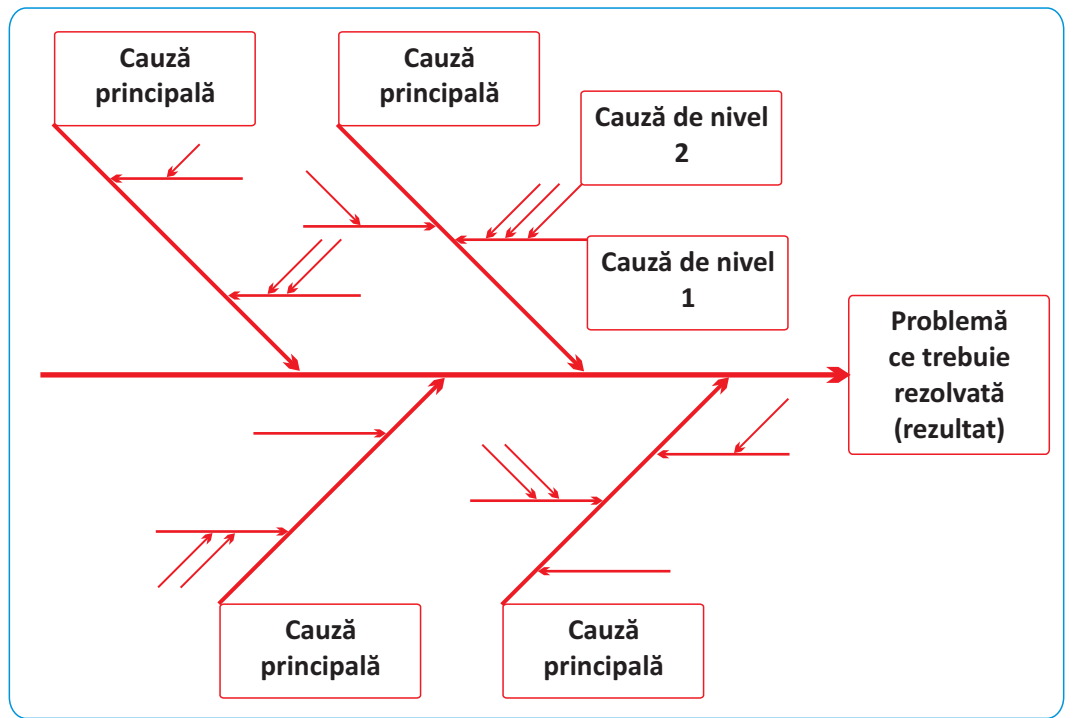 Cauză
principală
Cauză
principală
Cauză de nivel
2
Cauză de nivel
1
Problemă
ce trebuie
rezolvată
(rezultat)
Cauză
principală
Cauză
principală